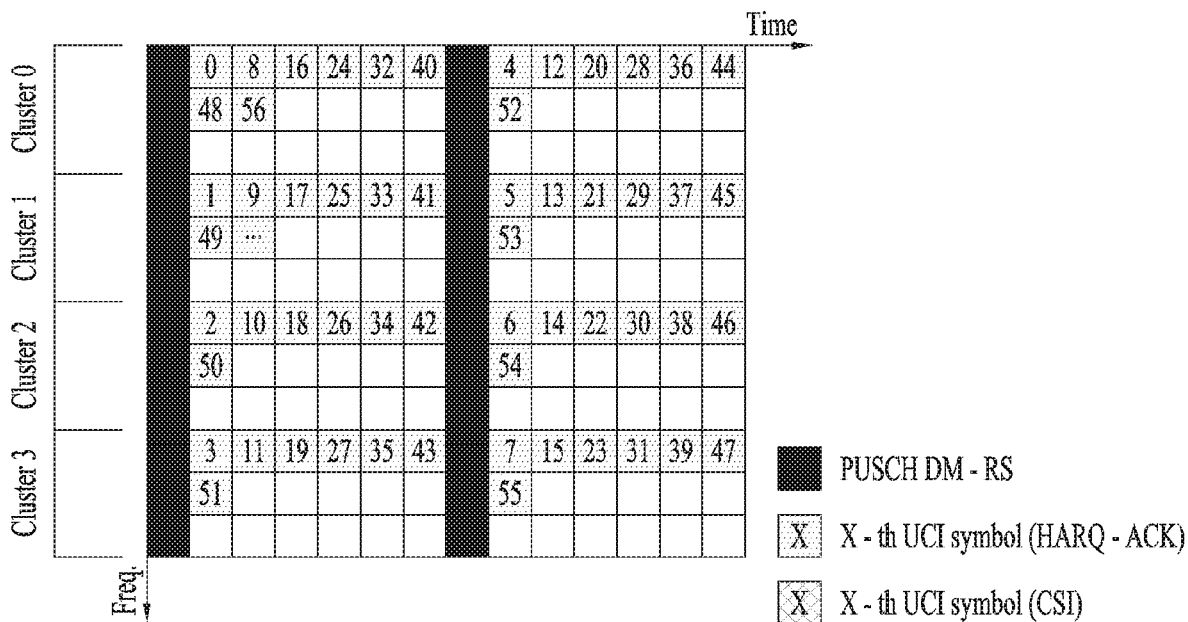 Time
Cluster 0
0 8 16 24 32 40 4 12 20 28 36 44
48 56 52
Cluster 1
1 9 17 25 33 41 5 13 21 29 37 45
49 ... 53
Cluster 2
2 10 18 26 34 42 6 14 22 30 38 46
50 54
Cluster 3
3 11 19 27 35 43 7 15 23 31 39 47
51 55
Freq.
PUSCH DM - RS
X X - th UCI symbol (HARQ - ACK)
X X - th UCI symbol (CSI)